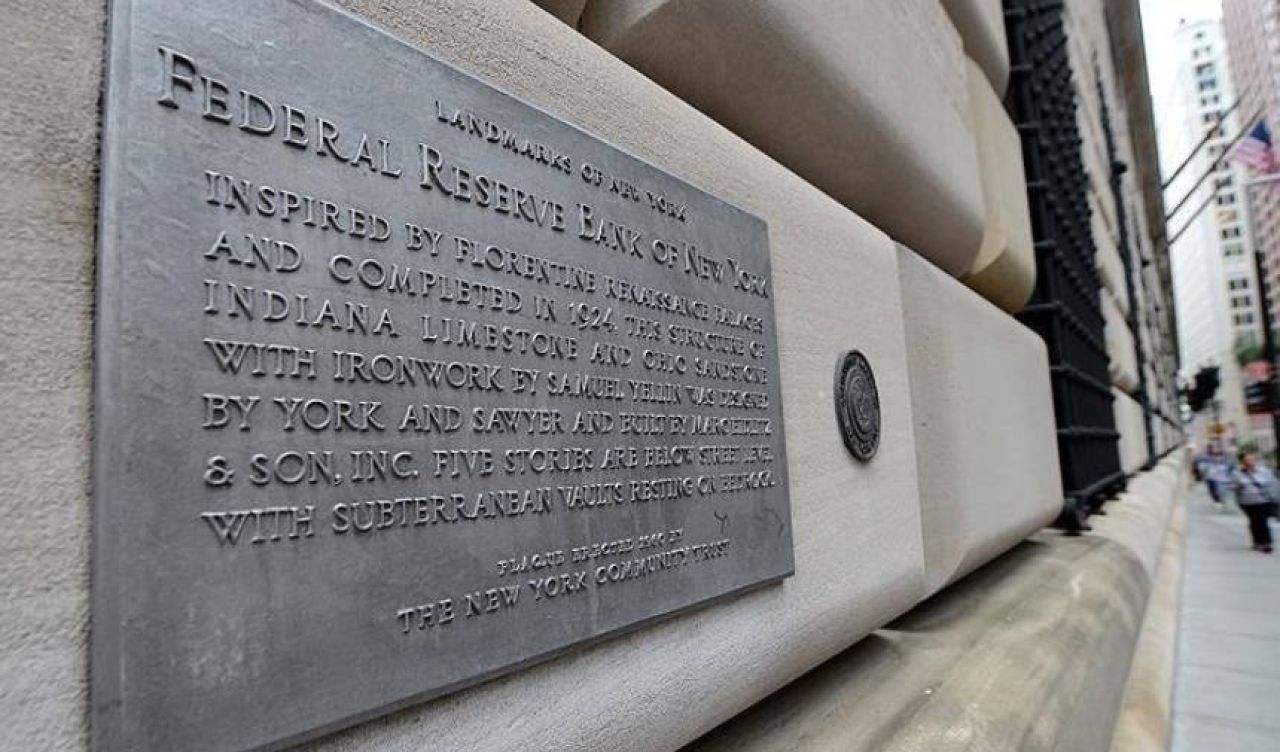 LANDMARKS OF NEW YORK
FEDERAL RESERVE BANK OF NEW YORK
INSPIRED BY FLORENTINE RENAISSANCE PALACES
AND COMPLETED IN 1924, THIS STRUCTURE OF
INDIANA LIMESTONE AND OHIO SANDSTONE
WITH IRONWORK BY SAMUEL YELLIN WAS DESIGNED
BY YORK AND SAWYER AND BUILT BY MARC EIDLITZ
& SON, INC. FIVE STORIES ARE BELOW STREET LEVEL
WITH SUBTERRANEAN VAULTS RESTING ON BEDROCK.
PLAQUE ERECTED BY
THE NEW YORK COMMUNITY TRUST